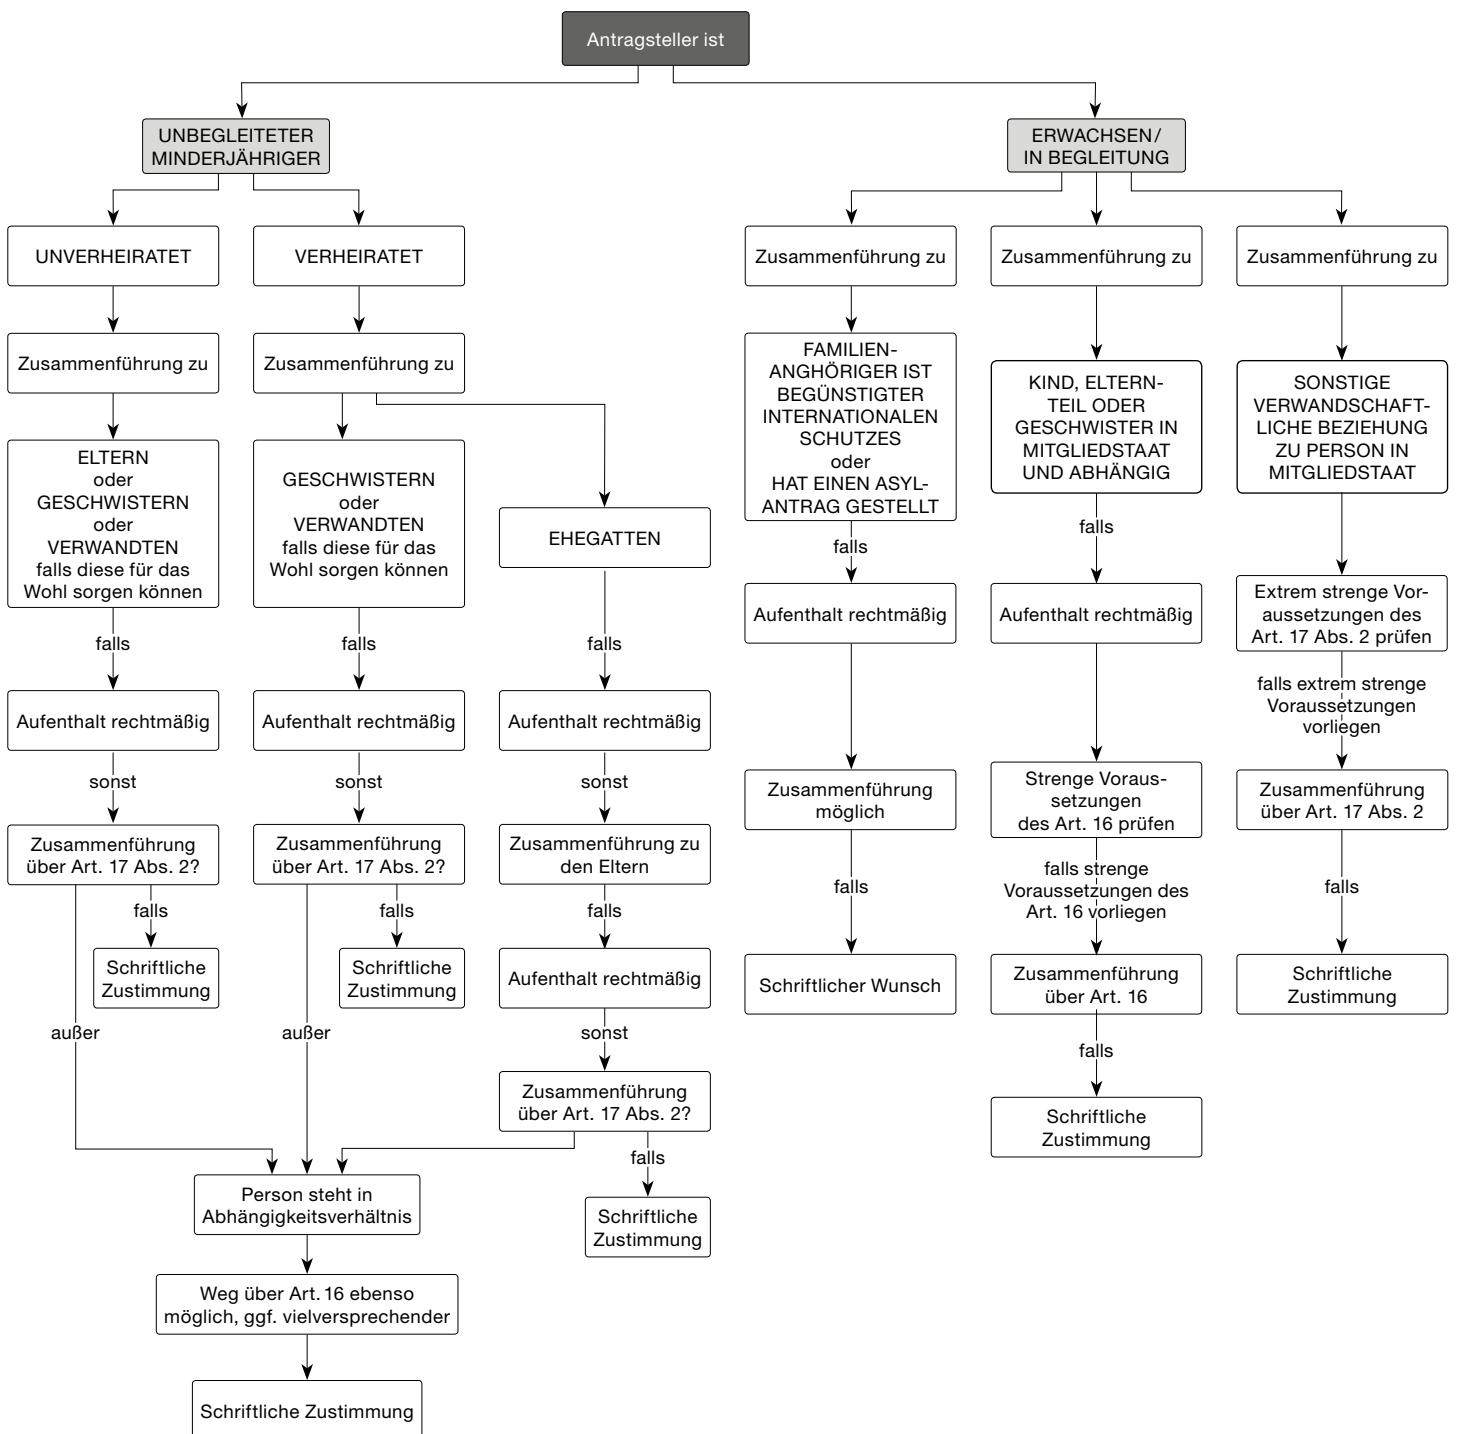 Antragsteller ist
UNBEGLEITETER
MINDERJÄHRIGER
UNVERHEIRATET
Zusammenführung zu
ELTERN
oder
GESCHWISTERN
oder
VERWANDTEN
falls diese für das
Wohl sorgen können
falls
Aufenthalt rechtmäßig
sonst
Zusammenführung
über Art. 17 Abs. 2?
falls
Schriftliche
Zustimmung
außer
VERHEIRATET
Zusammenführung zu
GESCHWISTERN
oder
VERWANDTEN
falls diese für das
Wohl sorgen können
falls
Aufenthalt rechtmäßig
sonst
Zusammenführung
über Art. 17 Abs. 2?
falls
Schriftliche
Zustimmung
außer
EHEGATTEN
falls
Aufenthalt rechtmäßig
sonst
Zusammenführung zu
den Eltern
falls
Aufenthalt rechtmäßig
sonst
Zusammenführung
über Art. 17 Abs. 2?
falls
Schriftliche
Zustimmung
Person steht in
Abhängigkeitsverhältnis
Weg über Art. 16 ebenso
möglich, ggf. vielversprechender
Schriftliche Zustimmung
ERWACHSEN/
IN BEGLEITUNG
Zusammenführung zu
FAMILIEN-
ANGHÖRIGER IST
BEGÜNSTIGTER
INTERNATIONALEN
SCHUTZES
oder
HAT EINEN ASYL-
ANTRAG GESTELLT
falls
Aufenthalt rechtmäßig
Zusammenführung
möglich
falls
Schriftlicher Wunsch
Zusammenführung zu
KIND, ELTERN-
TEIL ODER
GESCHWISTER IN
MITGLIEDSTAAT
UND ABHÄNGIG
falls
Aufenthalt rechtmäßig
Strenge Voraus-
setzungen
des Art. 16 prüfen
falls strenge
Voraussetzungen des
Art. 16 vorliegen
Zusammenführung
über Art. 16
falls
Schriftliche
Zustimmung
Zusammenführung zu
SONSTIGE
VERWANDSCHAFT-
LICHE BEZIEHUNG
ZU PERSON IN
MITGLIEDSTAAT
Extrem strenge Vor-
aussetzungen des
Art. 17 Abs. 2 prüfen
falls extrem strenge
Voraussetzungen
vorliegen
Zusammenführung
über Art. 17 Abs. 2
falls
Schriftliche
Zustimmung